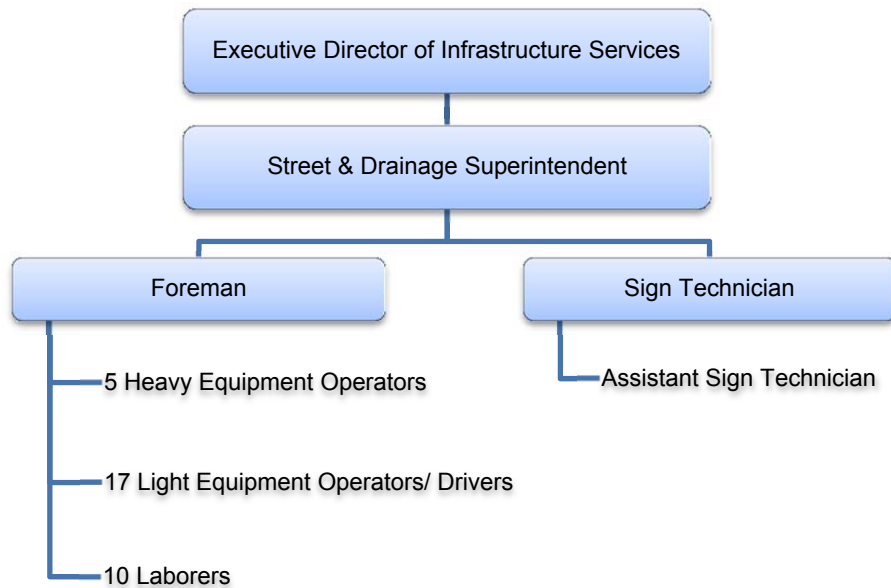 Executive Director of Infrastructure Services
Street & Drainage Superintendent
Foreman
Sign Technician
5 Heavy Equipment Operators
Assistant Sign Technician
17 Light Equipment Operators/ Drivers
10 Laborers